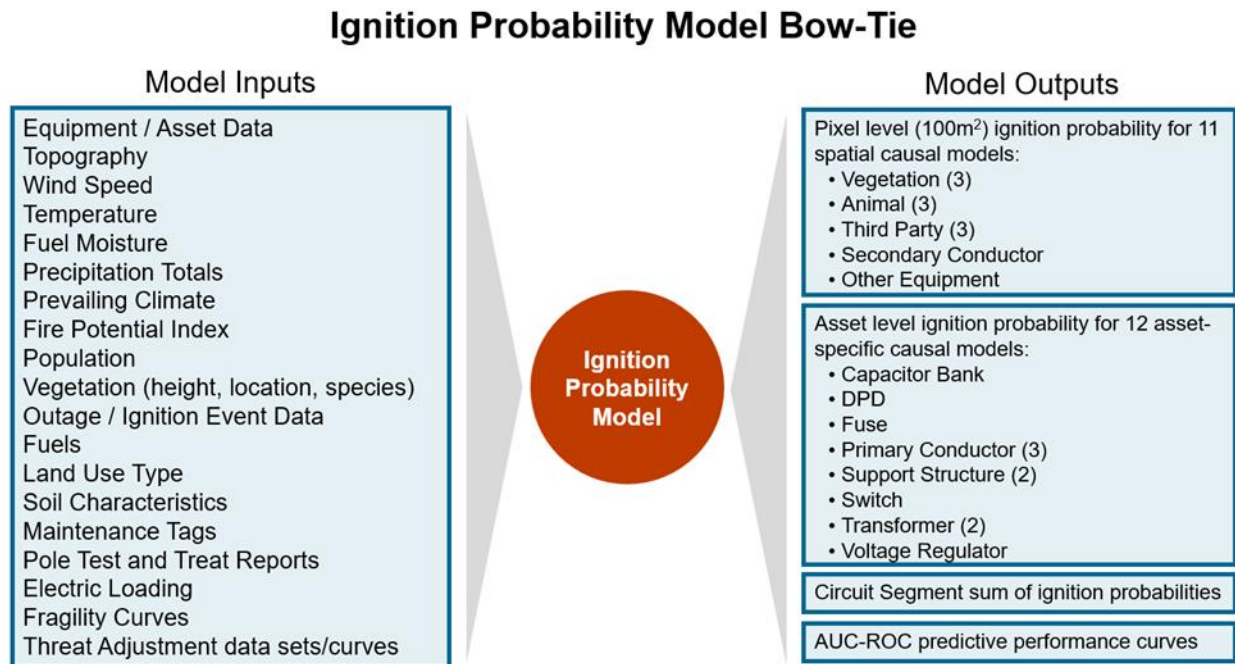 Ignition Probability Model Bow-Tie
Model Inputs
Equipment / Asset Data
Topography
Wind Speed
Temperature
Fuel Moisture
Precipitation Totals
Prevailing Climate
Fire Potential Index
Population
Vegetation (height, location, species)
Outage / Ignition Event Data
Fuels
Land Use Type
Soil Characteristics
Maintenance Tags
Pole Test and Treat Reports
Electric Loading
Fragility Curves
Threat Adjustment data sets/curves
Ignition
Probability
Model
Model Outputs
Pixel level (100m²) ignition probability for 11
spatial causal models:
• Vegetation (3)
• Animal (3)
• Third Party (3)
• Secondary Conductor
• Other Equipment
Asset level ignition probability for 12 asset-
specific causal models:
• Capacitor Bank
• DPD
• Fuse
• Primary Conductor (3)
• Support Structure (2)
• Switch
• Transformer (2)
• Voltage Regulator
Circuit Segment sum of ignition probabilities
AUC-ROC predictive performance curves